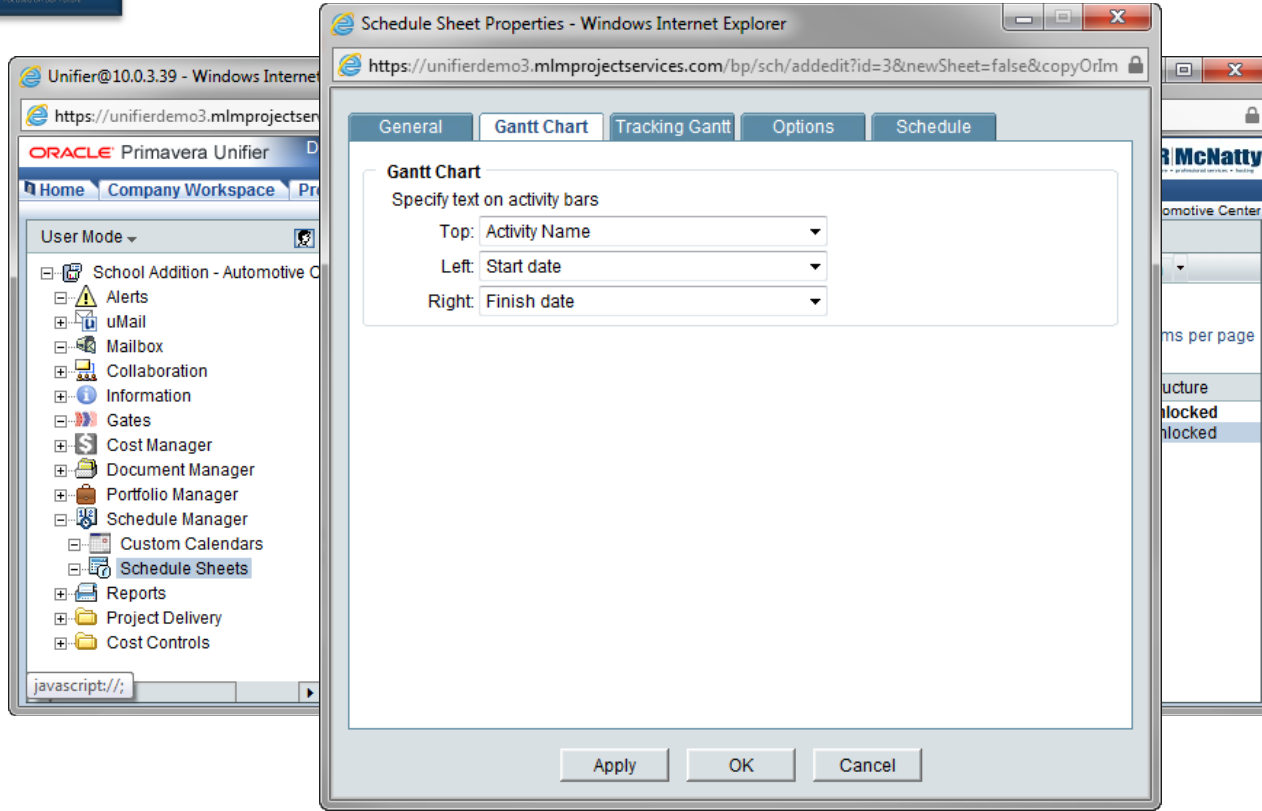 Schedule Sheet Properties - Windows Internet Explorer
https://unifierdemo3.mlmprojectservices.com/bp/sch/addedit?id=3&newSheet=false&copyOrIm
General
Gantt Chart
Tracking Gantt
Options
Schedule
Gantt Chart
Specify text on activity bars
Top: Activity Name
Left: Start date
Right: Finish date
Apply
OK
Cancel
Unifier@10.0.3.39 - Windows Internet
https://unifierdemo3.mlmprojectser
ORACLE Primavera Unifier D
Home
Company Workspace
Pr
User Mode
School Addition - Automotive C
Alerts
uMail
Mailbox
Collaboration
Information
Gates
Cost Manager
Document Manager
Portfolio Manager
Schedule Manager
Custom Calendars
Schedule Sheets
Reports
Project Delivery
Cost Controls
javascript://;
R|McNatty
omotive Center
ms per page
ucture
nlocked
nlocked